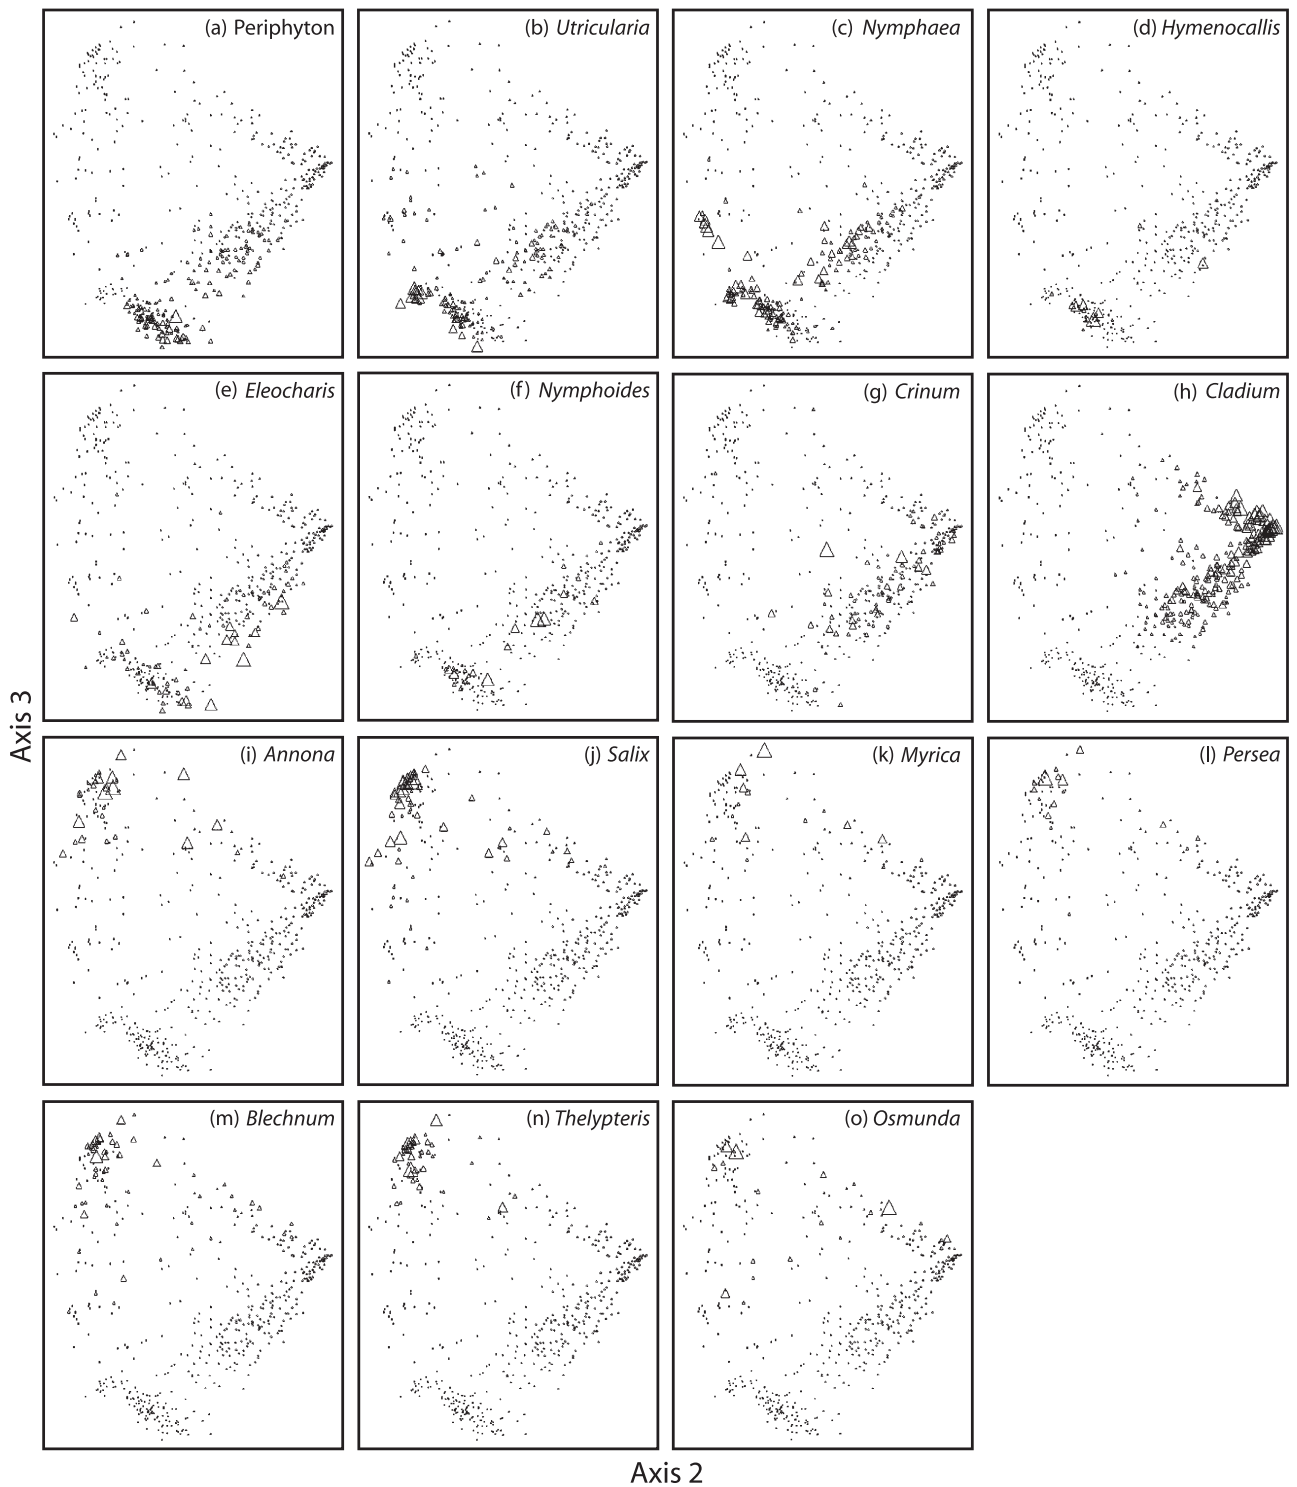 (a) Periphyton
(b) Utricularia
(c) Nymphaea
(d) Hymenocallis
(e) Eleocharis
(f) Nymphoides
(g) Crinum
(h) Cladium
(i) Annona
(j) Salix
(k) Myrica
(l) Persea
(m) Blechnum
(n) Thelypteris
(o) Osmunda
Axis 3
Axis 2